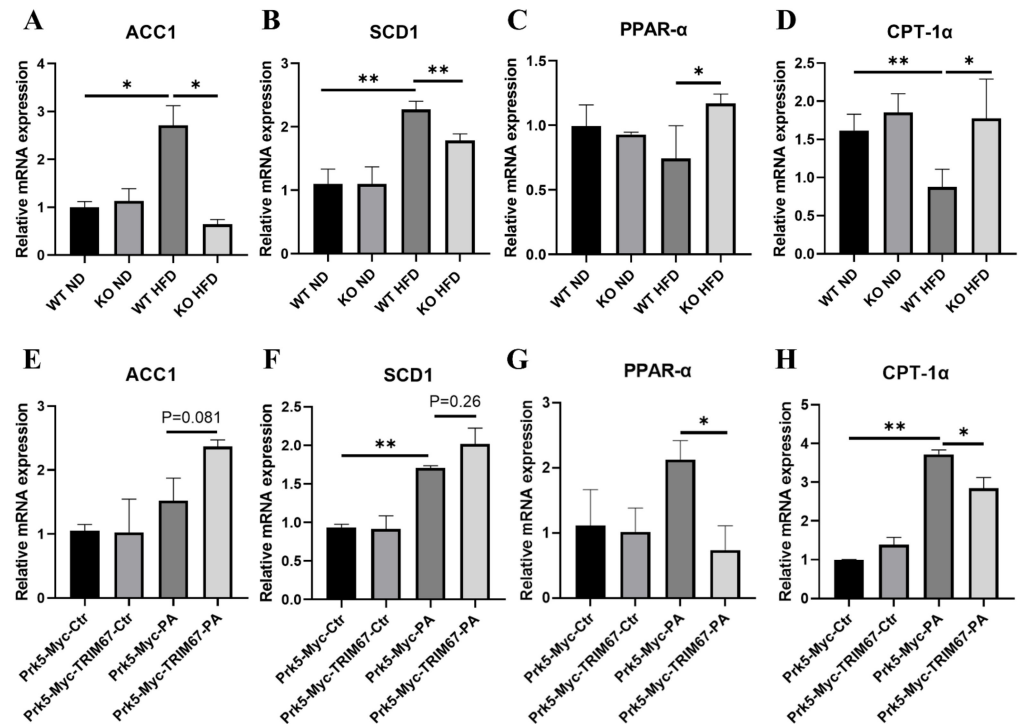 A
ACC1
Relative mRNA expression
4
3
2
1
0
*
*
WT ND
KO ND
WT HFD
KO HFD
B
SCD1
Relative mRNA expression
3
2
1
0
**
**
WT ND
KO ND
WT HFD
KO HFD
C
PPAR-α
Relative mRNA expression
1.5
1.0
0.5
0.0
*
WT ND
KO ND
WT HFD
KO HFD
D
CPT-1α
Relative mRNA expression
2.5
2.0
1.5
1.0
0.5
0.0
**
*
WT ND
KO ND
WT HFD
KO HFD
E
ACC1
Relative mRNA expression
3
2
1
0
P=0.081
Prk5-Myc-Ctr
Prk5-Myc-TRIM67-Ctr
Prk5-Myc-PA
Prk5-Myc-TRIM67-PA
F
SCD1
Relative mRNA expression
2.5
2.0
1.5
1.0
0.5
0.0
**
P=0.26
Prk5-Myc-Ctr
Prk5-Myc-TRIM67-Ctr
Prk5-Myc-PA
Prk5-Myc-TRIM67-PA
G
PPAR-α
Relative mRNA expression
3
2
1
0
*
Prk5-Myc-Ctr
Prk5-Myc-TRIM67-Ctr
Prk5-Myc-PA
Prk5-Myc-TRIM67-PA
H
CPT-1α
Relative mRNA expression
5
4
3
2
1
0
**
*
Prk5-Myc-Ctr
Prk5-Myc-TRIM67-Ctr
Prk5-Myc-PA
Prk5-Myc-TRIM67-PA